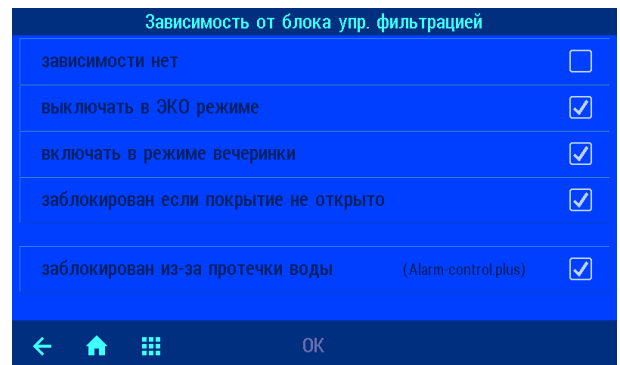 Зависимость от блока упр. фильтрацией
зависимости нет
выключать в ЭКО режиме
включать в режиме вечеринки
заблокирован если покрытие не открыто
заблокирован из-за протечки воды (Alarm-control.plus)
OK